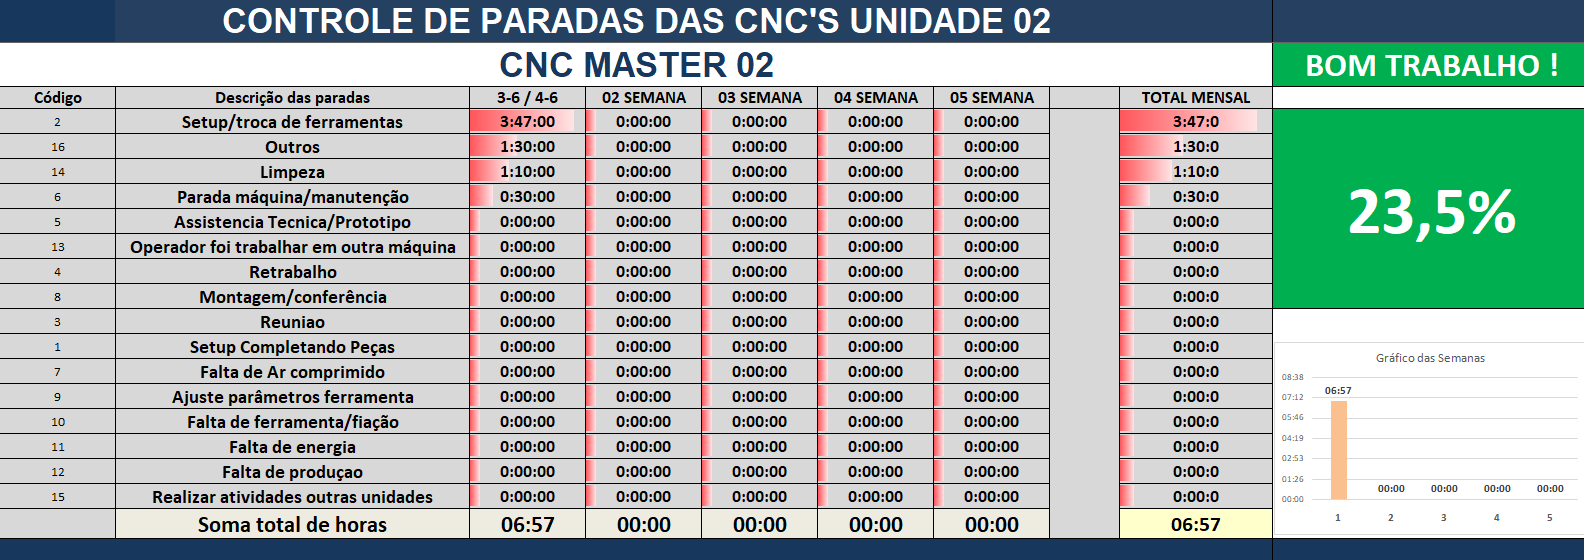 CONTROLE DE PARADAS DAS CNC'S UNIDADE 02
CNC MASTER 02 BOM TRABALHO !
Código Descrição das paradas 3-6 / 4-6 02 SEMANA 03 SEMANA 04 SEMANA 05 SEMANA TOTAL MENSAL
2 Setup/troca de ferramentas 3:47:00 0:00:00 0:00:00 0:00:00 0:00:00 3:47:0
16 Outros 1:30:00 0:00:00 0:00:00 0:00:00 0:00:00 1:30:0
14 Limpeza 1:10:00 0:00:00 0:00:00 0:00:00 0:00:00 1:10:0
6 Parada máquina/manutenção 0:30:00 0:00:00 0:00:00 0:00:00 0:00:00 0:30:0
5 Assistencia Tecnica/Prototipo 0:00:00 0:00:00 0:00:00 0:00:00 0:00:00 0:00:0
13 Operador foi trabalhar em outra máquina 0:00:00 0:00:00 0:00:00 0:00:00 0:00:00 0:00:0
4 Retrabalho 0:00:00 0:00:00 0:00:00 0:00:00 0:00:00 0:00:0
8 Montagem/conferência 0:00:00 0:00:00 0:00:00 0:00:00 0:00:00 0:00:0
3 Reuniao 0:00:00 0:00:00 0:00:00 0:00:00 0:00:00 0:00:0
1 Setup Completando Peças 0:00:00 0:00:00 0:00:00 0:00:00 0:00:00 0:00:0
7 Falta de Ar comprimido 0:00:00 0:00:00 0:00:00 0:00:00 0:00:00 0:00:0
9 Ajuste parâmetros ferramenta 0:00:00 0:00:00 0:00:00 0:00:00 0:00:00 0:00:0
10 Falta de ferramenta/fiação 0:00:00 0:00:00 0:00:00 0:00:00 0:00:00 0:00:0
11 Falta de energia 0:00:00 0:00:00 0:00:00 0:00:00 0:00:00 0:00:0
12 Falta de produçao 0:00:00 0:00:00 0:00:00 0:00:00 0:00:00 0:00:0
15 Realizar atividades outras unidades 0:00:00 0:00:00 0:00:00 0:00:00 0:00:00 0:00:0
Soma total de horas 06:57 00:00 00:00 00:00 00:00 06:57
23,5%
Gráfico das Semanas
08:38
07:12
05:46
04:19
02:53
01:26
00:00
06:57 00:00 00:00 00:00 00:00
1 2 3 4 5